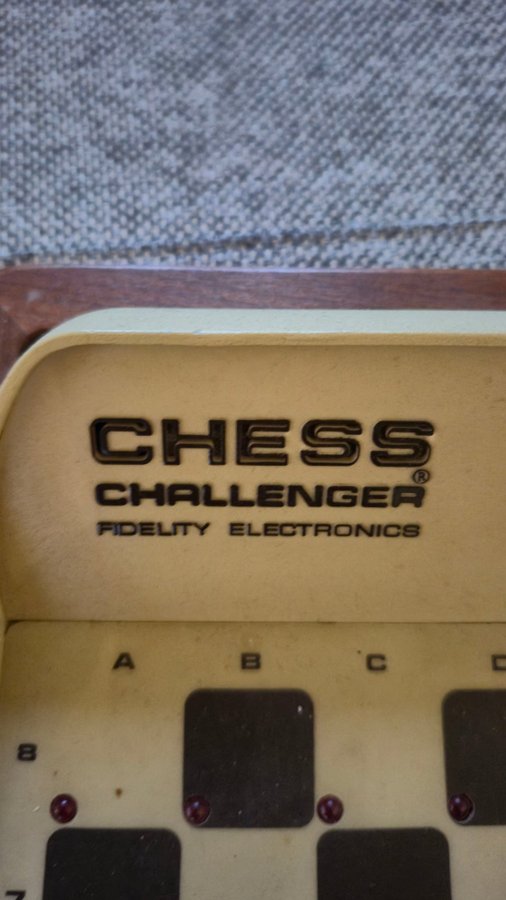 CHESS
CHALLENGER®
FIDELITY ELECTRONICS
A B C D
8
7